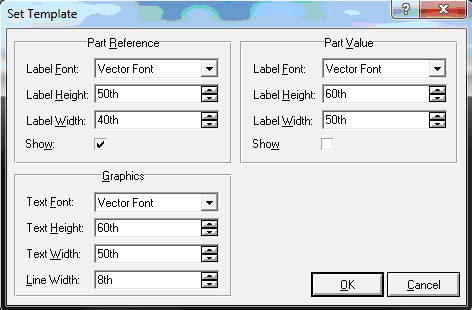 Set Template
Part Reference
Label Font: Vector Font
Label Height: 50th
Label Width: 40th
Show:
Part Value
Label Font: Vector Font
Label Height: 60th
Label Width: 50th
Show
Graphics
Text Font: Vector Font
Text Height: 60th
Text Width: 50th
Line Width: 8th
OK Cancel